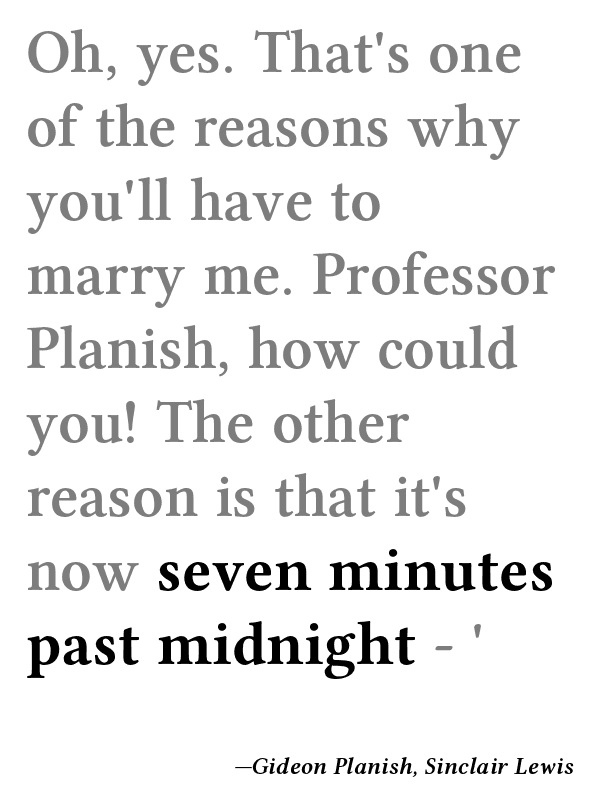 Oh, yes. That's one
of the reasons why
you'll have to
marry me. Professor
Planish, how could
you! The other
reason is that it's
now seven minutes
past midnight - '
—Gideon Planish, Sinclair Lewis